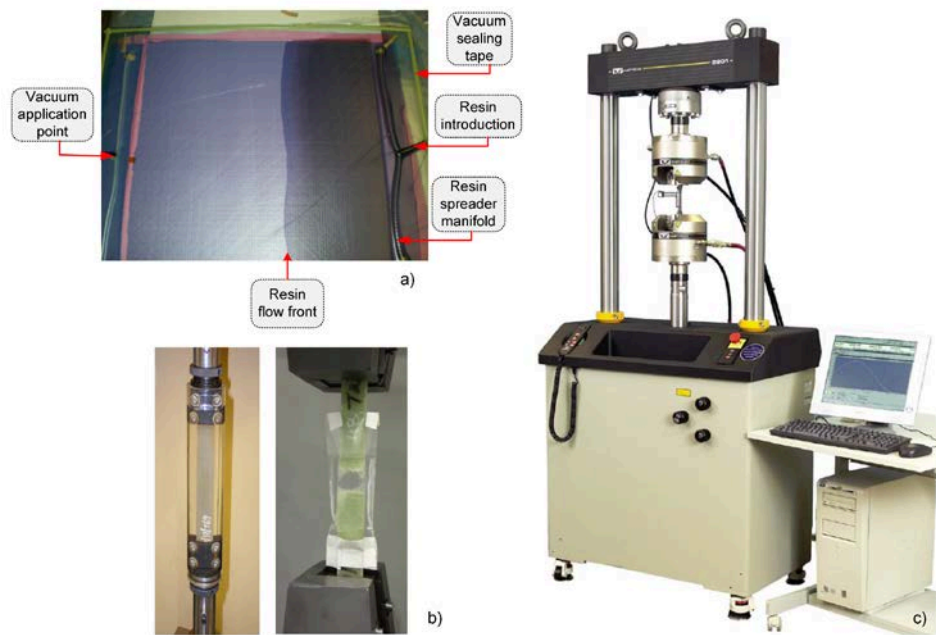 Vacuum
sealing
tape
Vacuum
application
point
Resin
introduction
Resin
spreader
manifold
Resin
flow front
a)
b)
c)